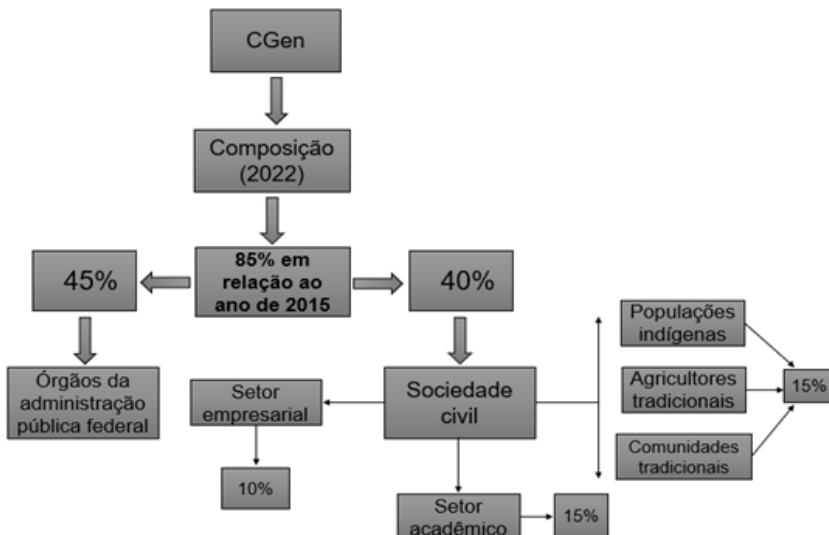 CGen
Composição
(2022)
45%
85% em
relação ao
ano de 2015
40%
Órgãos da
administração
pública federal
Setor
empresarial
10%
Sociedade
civil
Setor
acadêmico
15%
Populações
indígenas
Agricultores
tradicionais
Comunidades
tradicionais
15%